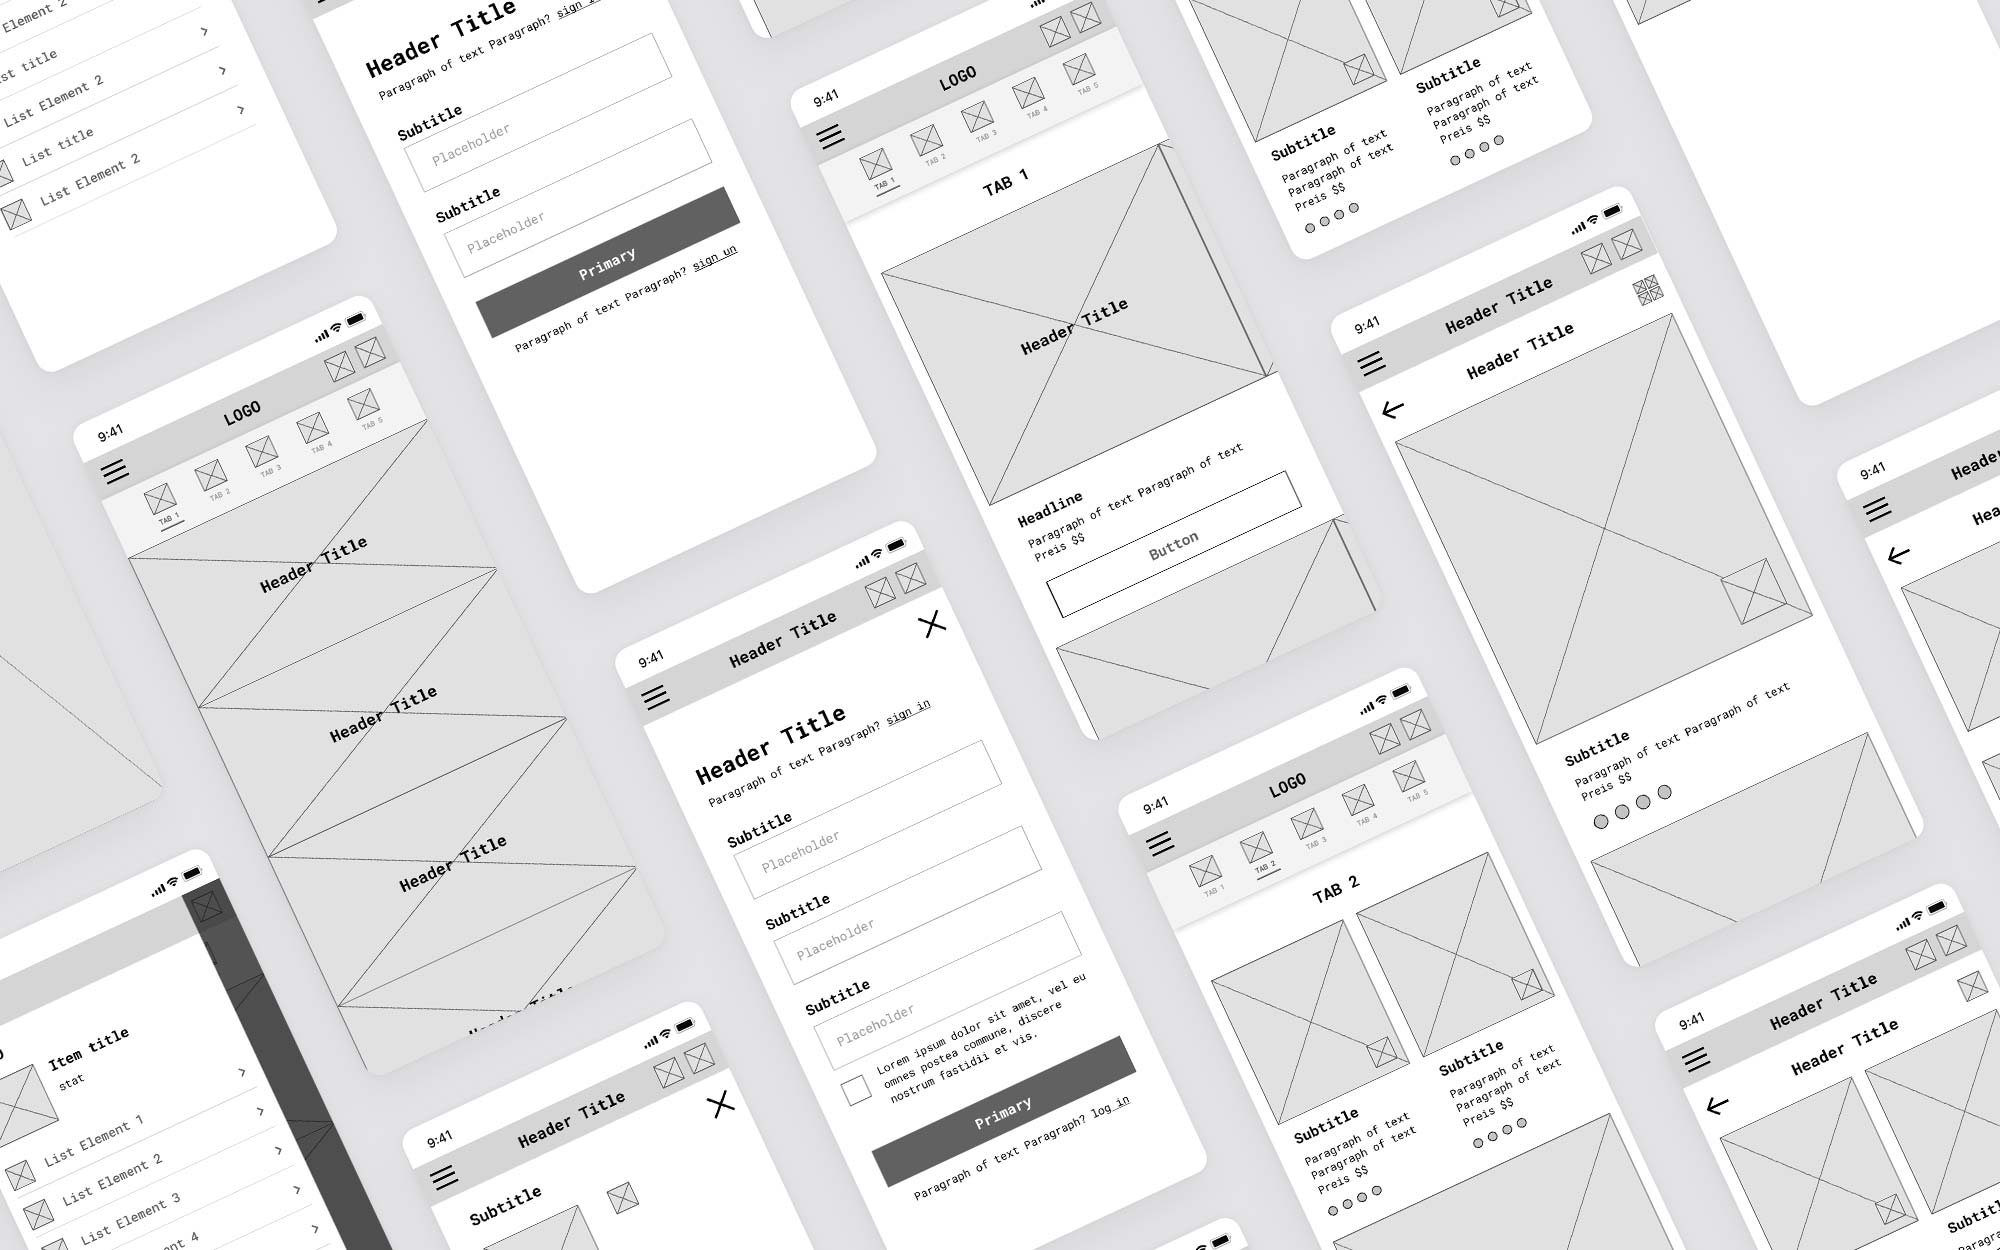 Element 2
List Element 2
List title
List Element 2
Header Title
Paragraph of text Paragraph?
Subtitle
Placeholder
Subtitle
Placeholder
Primary
Paragraph of text Paragraph? sign un
9:41
LOGO
TAB 1
TAB 2
TAB 3
TAB 4
TAB 5
TAB 1
Header Title
Headline
Paragraph of text Paragraph of text
Preis $$
Button
Subtitle
Paragraph of text
Paragraph of text
Preis $$
Subtitle
Paragraph of text
Paragraph of text
Preis $$
9:41
LOGO
TAB 1
TAB 2
TAB 3
TAB 4
TAB 5
Header Title
Header Title
Header Title
9:41
Header Title
Header Title
Paragraph of text Paragraph? sign in
Subtitle
Placeholder
Subtitle
Placeholder
Subtitle
Placeholder
Lorem ipsum dolor sit amet, vel eu
omnes postea commune, discere
nostrum fastidii et vis.
Primary
Paragraph of text Paragraph? log in
9:41
Header Title
Header Title
Subtitle
Paragraph of text Paragraph of text
Preis $$
9:41
LOGO
TAB 1
TAB 2
TAB 3
TAB 4
TAB 5
TAB 2
Subtitle
Paragraph of text
Paragraph of text
Preis $$
Subtitle
Paragraph of text
Paragraph of text
Preis $$
Item title
stat
List Element 1
List Element 2
List Element 3
9:41
Header Title
Subtitle
9:41
9:41
Header Title
Header Title